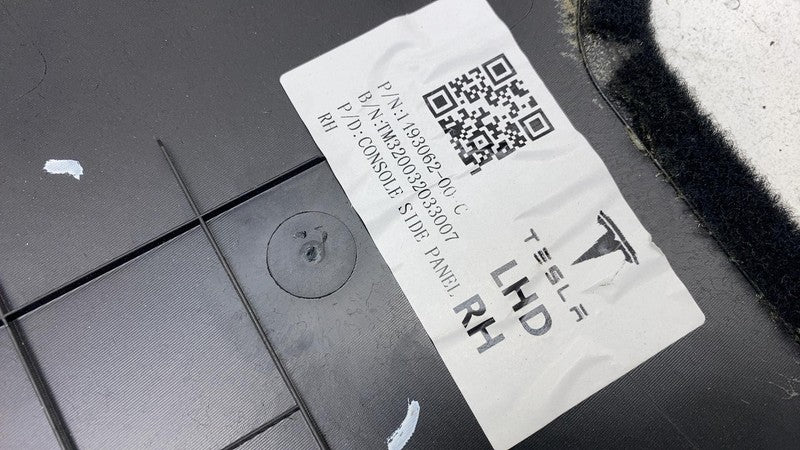 P/N:1493062-00 C
B/N:TM320032033007
P/D:CONSOLE SIDE PANEL
RH
TESLA
LHD
RH